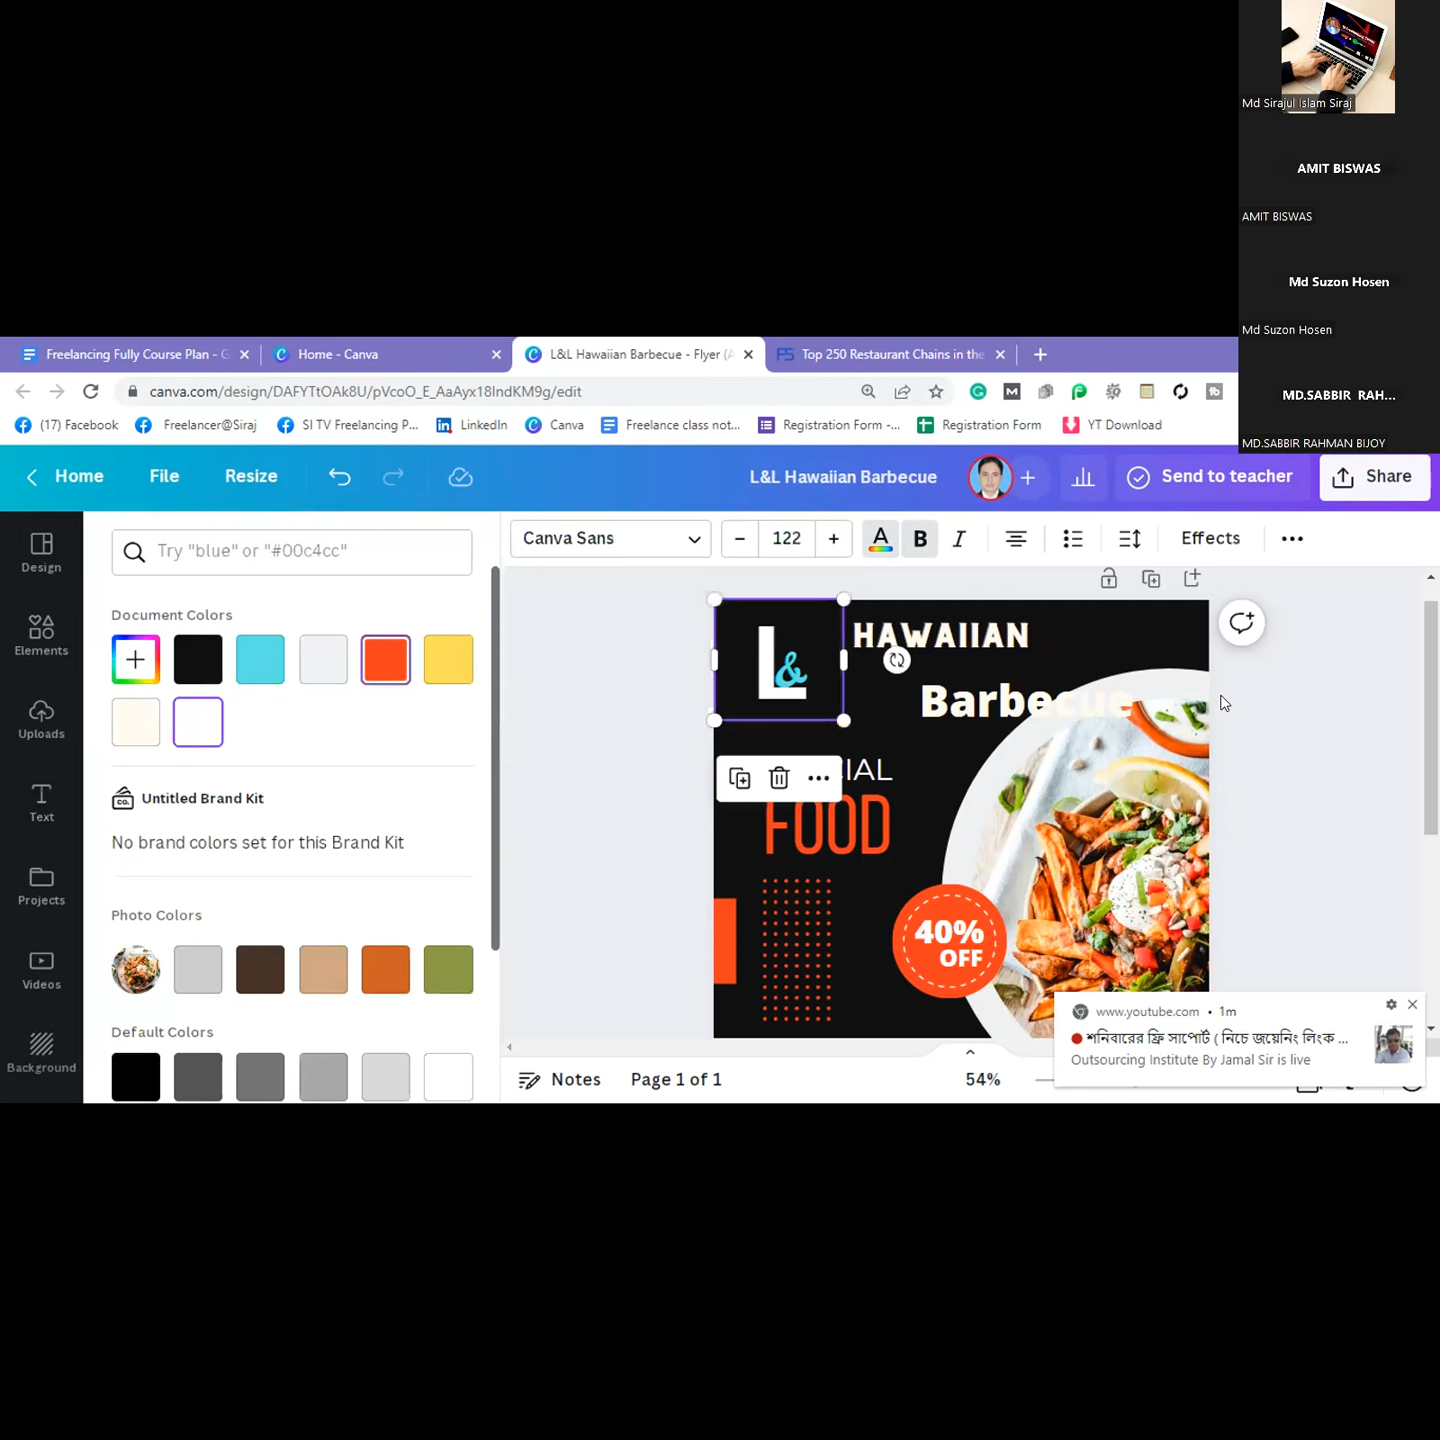 Md Sirajul Islam Siraj
AMIT BISWAS
AMIT BISWAS
Md Suzon Hosen
Md Suzon Hosen
MD.SABBIR RAH...
MD.SABBIR RAHMAN BIJOY
Freelancing Fully Course Plan - G
Home - Canva
L&L Hawaiian Barbecue - Flyer (A
Top 250 Restaurant Chains in the
canva.com/design/DAFYTtOAk8U/pVcoO_E_AaAyx18IndKM9g/edit
(17) Facebook
Freelancer@Siraj
SI TV Freelancing P...
LinkedIn
Canva
Freelance class not...
Registration Form -...
Registration Form
YT Download
Home
File
Resize
L&L Hawaiian Barbecue
Send to teacher
Share
Design
Elements
Uploads
Text
Projects
Videos
Background
Try "blue" or "#00c4cc"
Document Colors
CO.
Untitled Brand Kit
No brand colors set for this Brand Kit
Photo Colors
Default Colors
Canva Sans
122
A
B
I
Effects
L&
HAWAIIAN
Barbecue
IAL
FOOD
40%
OFF
www.youtube.com • 1m
শনিবারের ফ্রি সাপোর্ট ( নিচে জয়েনিং লিংক ...
Outsourcing Institute By Jamal Sir is live
Notes
Page 1 of 1
54%